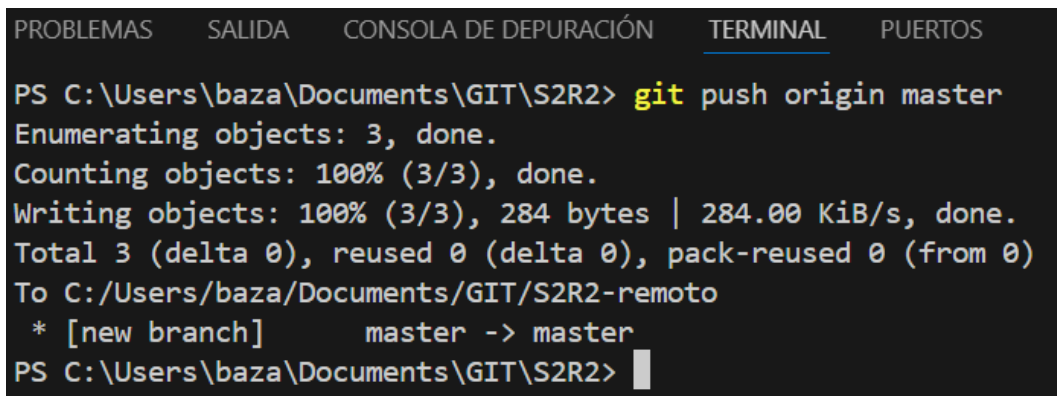 PROBLEMAS SALIDA CONSOLA DE DEPURACIÓN TERMINAL PUERTOS
PS C:\Users\baza\Documents\GIT\S2R2> git push origin master
Enumerating objects: 3, done.
Counting objects: 100% (3/3), done.
Writing objects: 100% (3/3), 284 bytes | 284.00 KiB/s, done.
Total 3 (delta 0), reused 0 (delta 0), pack-reused 0 (from 0)
To C:/Users/baza/Documents/GIT/S2R2-remoto
 * [new branch]      master -> master
PS C:\Users\baza\Documents\GIT\S2R2>